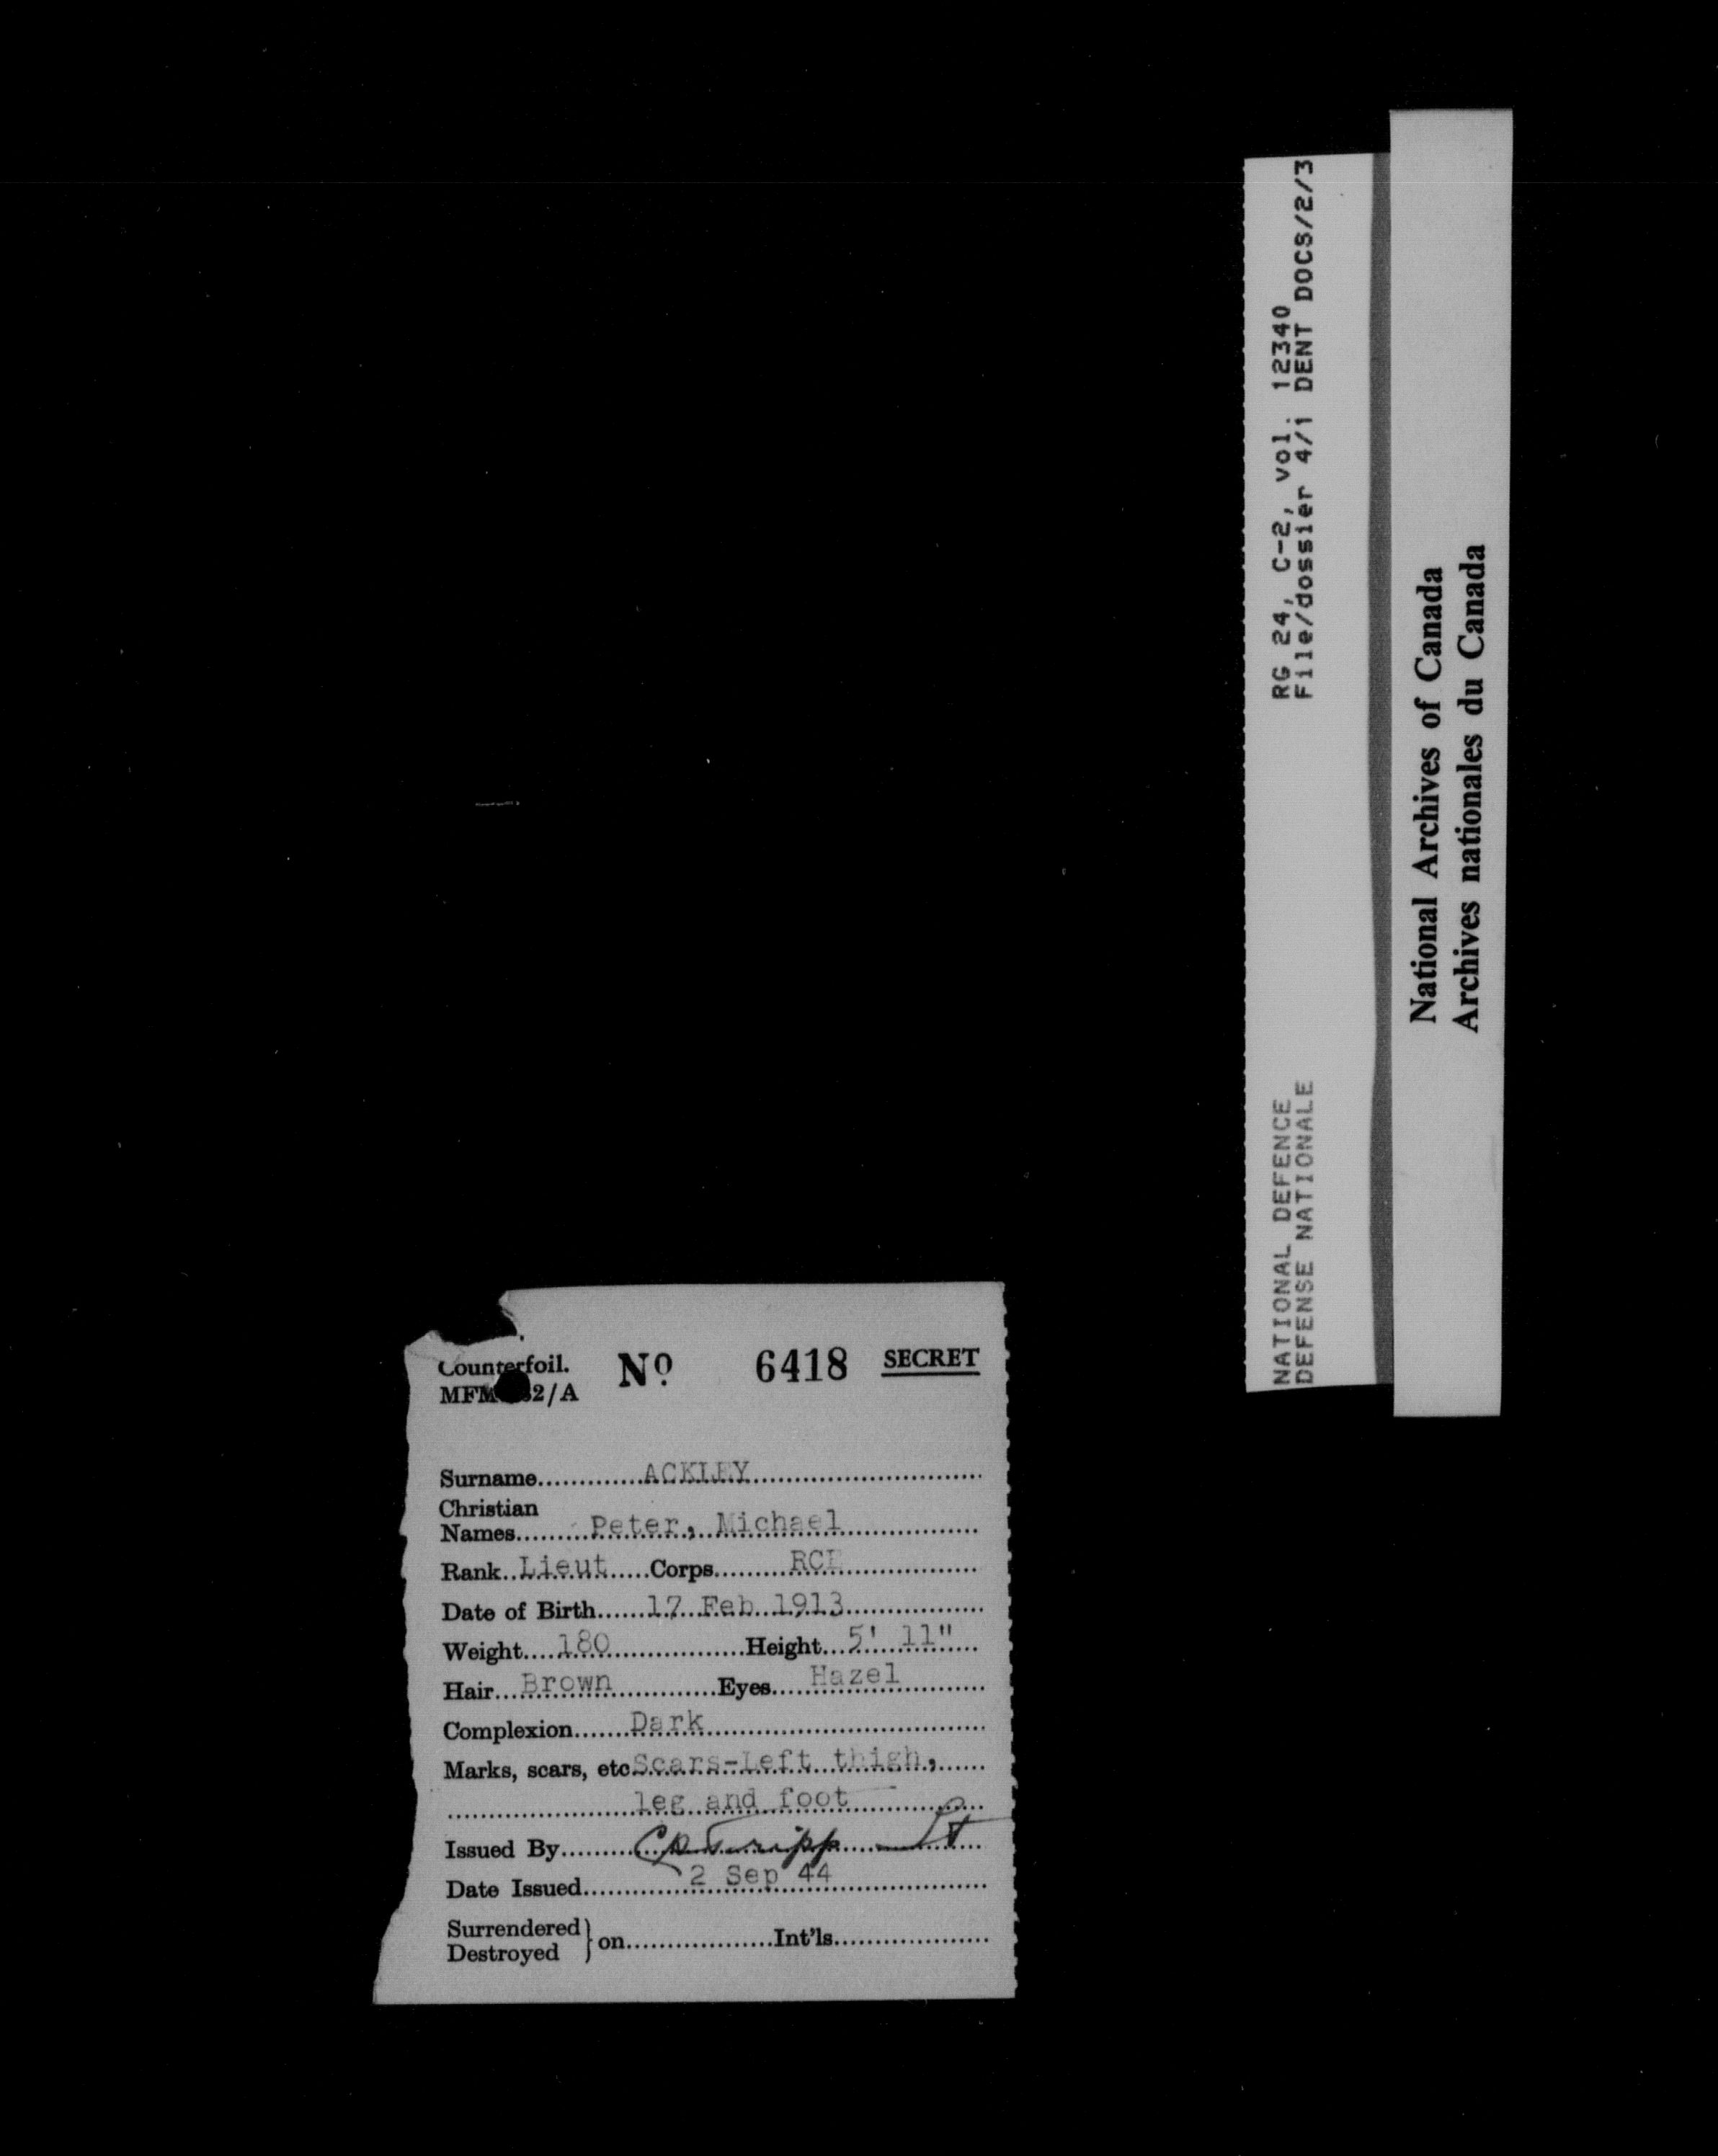 Counterfoil. Nº 6418 SECRET
MFM 2/A
Surname ACKLEY
Christian
Names Peter, Michael
Rank Lieut Corps RCE
Date of Birth 17 Feb 1913
Weight 180 Height 5' 11"
Hair Brown Eyes Hazel
Complexion Dark
Marks, scars, etc Scars-Left thigh,
leg and foot
Issued By Tripp Lt
Date Issued 2 Sep 44
Surrendered
Destroyed } on Int'ls
NATIONAL DEFENCE RG 24, C-2, vol. 12340
DEFENSE NATIONALE File/dossier 4/i DENT DOCS/2/3
National Archives of Canada
Archives nationales du Canada